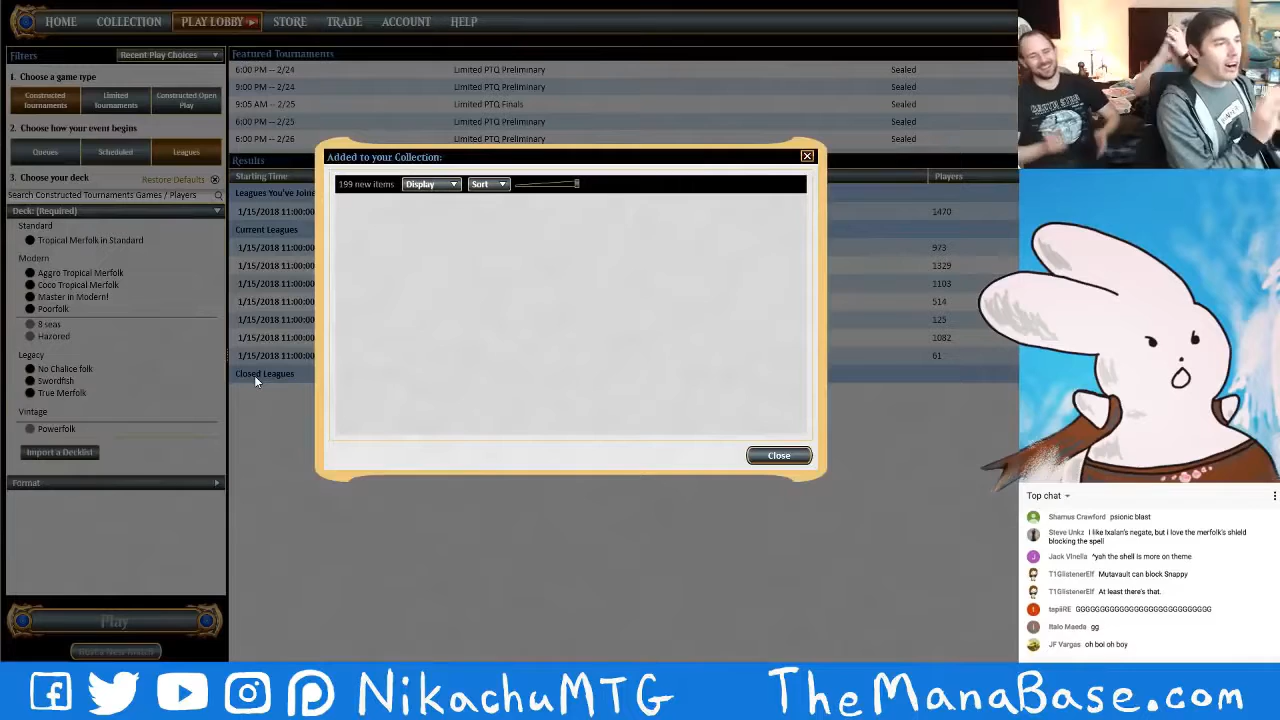 HOME COLLECTION PLAY LOBBY STORE TRADE ACCOUNT HELP
Filters Recent Play Choices
1. Choose a game type
Constructed Tournaments
Limited Tournaments
Constructed Open Play
2. Choose how your event begins
Queues Scheduled Leagues
3. Choose your deck Restore Defaults
Search Constructed Tournaments Games / Players
Deck: [Required]
Standard
Tropical Merfolk in Standard
Modern
Aggro Tropical Merfolk
Coco Tropical Merfolk
Master in Modern!
Poorfolk
8 seas
Hazored
Legacy
No Chalice folk
Swordfish
True Merfolk
Vintage
Powerfolk
Import a Decklist
Format
Play
Featured Tournaments
6:00 PM -- 2/24 Limited PTQ Preliminary Sealed
9:00 PM -- 2/24 Limited PTQ Preliminary Sealed
9:05 AM -- 2/25 Limited PTQ Finals Sealed
6:00 PM -- 2/25 Limited PTQ Preliminary Sealed
6:00 PM -- 2/26 Limited PTQ Preliminary Sealed
Results
Starting Time Players
Leagues You've Joine
1/15/2018 11:00:00 1470
Current Leagues
1/15/2018 11:00:00 973
1/15/2018 11:00:00 1329
1/15/2018 11:00:00 1103
1/15/2018 11:00:00 514
1/15/2018 11:00:00 125
1/15/2018 11:00:00 1082
1/15/2018 11:00:00 61
Closed Leagues
Added to your Collection:
199 new items Display Sort
Close
Top chat
Shamus Crawford psionic blast
Steve Unkz I like Ixalan's negate, but I love the merfolk's shield
blocking the spell
Jack Vinella ^yah the shell is more on theme
T1GlistenerElf Mutavault can block Snappy
T1GlistenerElf At least there's that.
tapiiRE GGGGGGGGGGGGGGGGGGGGGGGGGGGG
Italo Maeda gg
JF Vargas oh boi oh boy
NikachuMTG TheManaBase.com